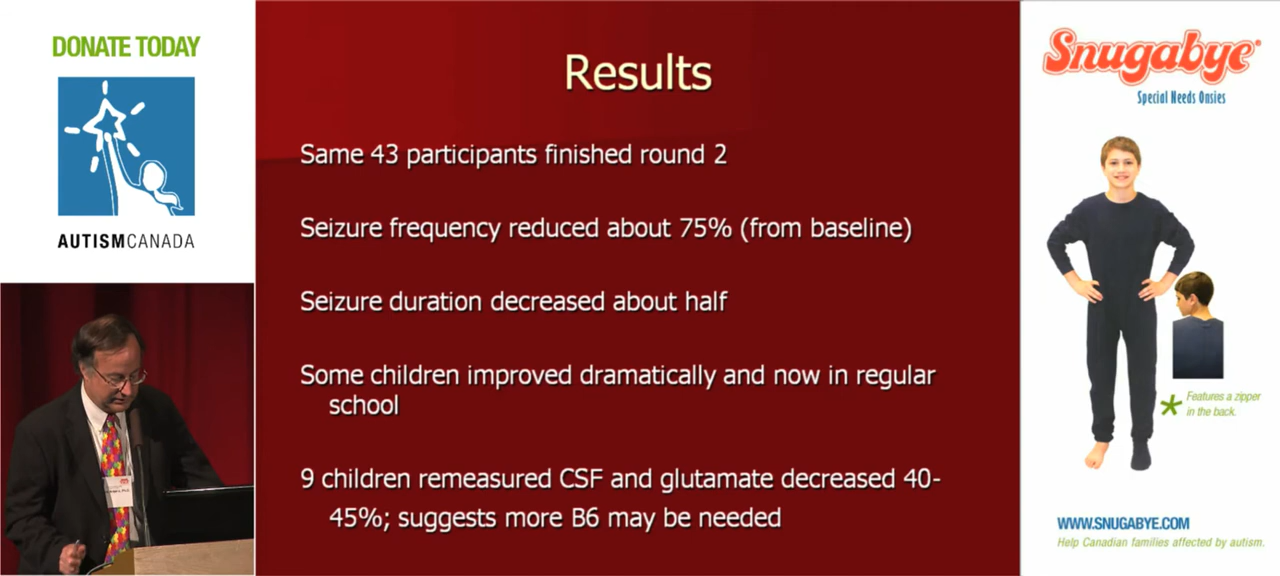 DONATE TODAY
AUTISMCANADA
Results
Same 43 participants finished round 2
Seizure frequency reduced about 75% (from baseline)
Seizure duration decreased about half
Some children improved dramatically and now in regular
school
9 children remeasured CSF and glutamate decreased 40-
45%; suggests more B6 may be needed
Snugabye®
Special Needs Onsies
* Features a zipper
in the back.
WWW.SNUGABYE.COM
Help Canadian families affected by autism.